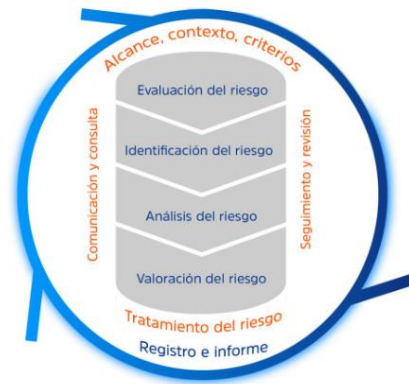 Alcance, contexto, criterios
Evaluación del riesgo
Comunicación y consulta
Identificación del riesgo
Seguimiento y revisión
Análisis del riesgo
Valoración del riesgo
Tratamiento del riesgo
Registro e informe